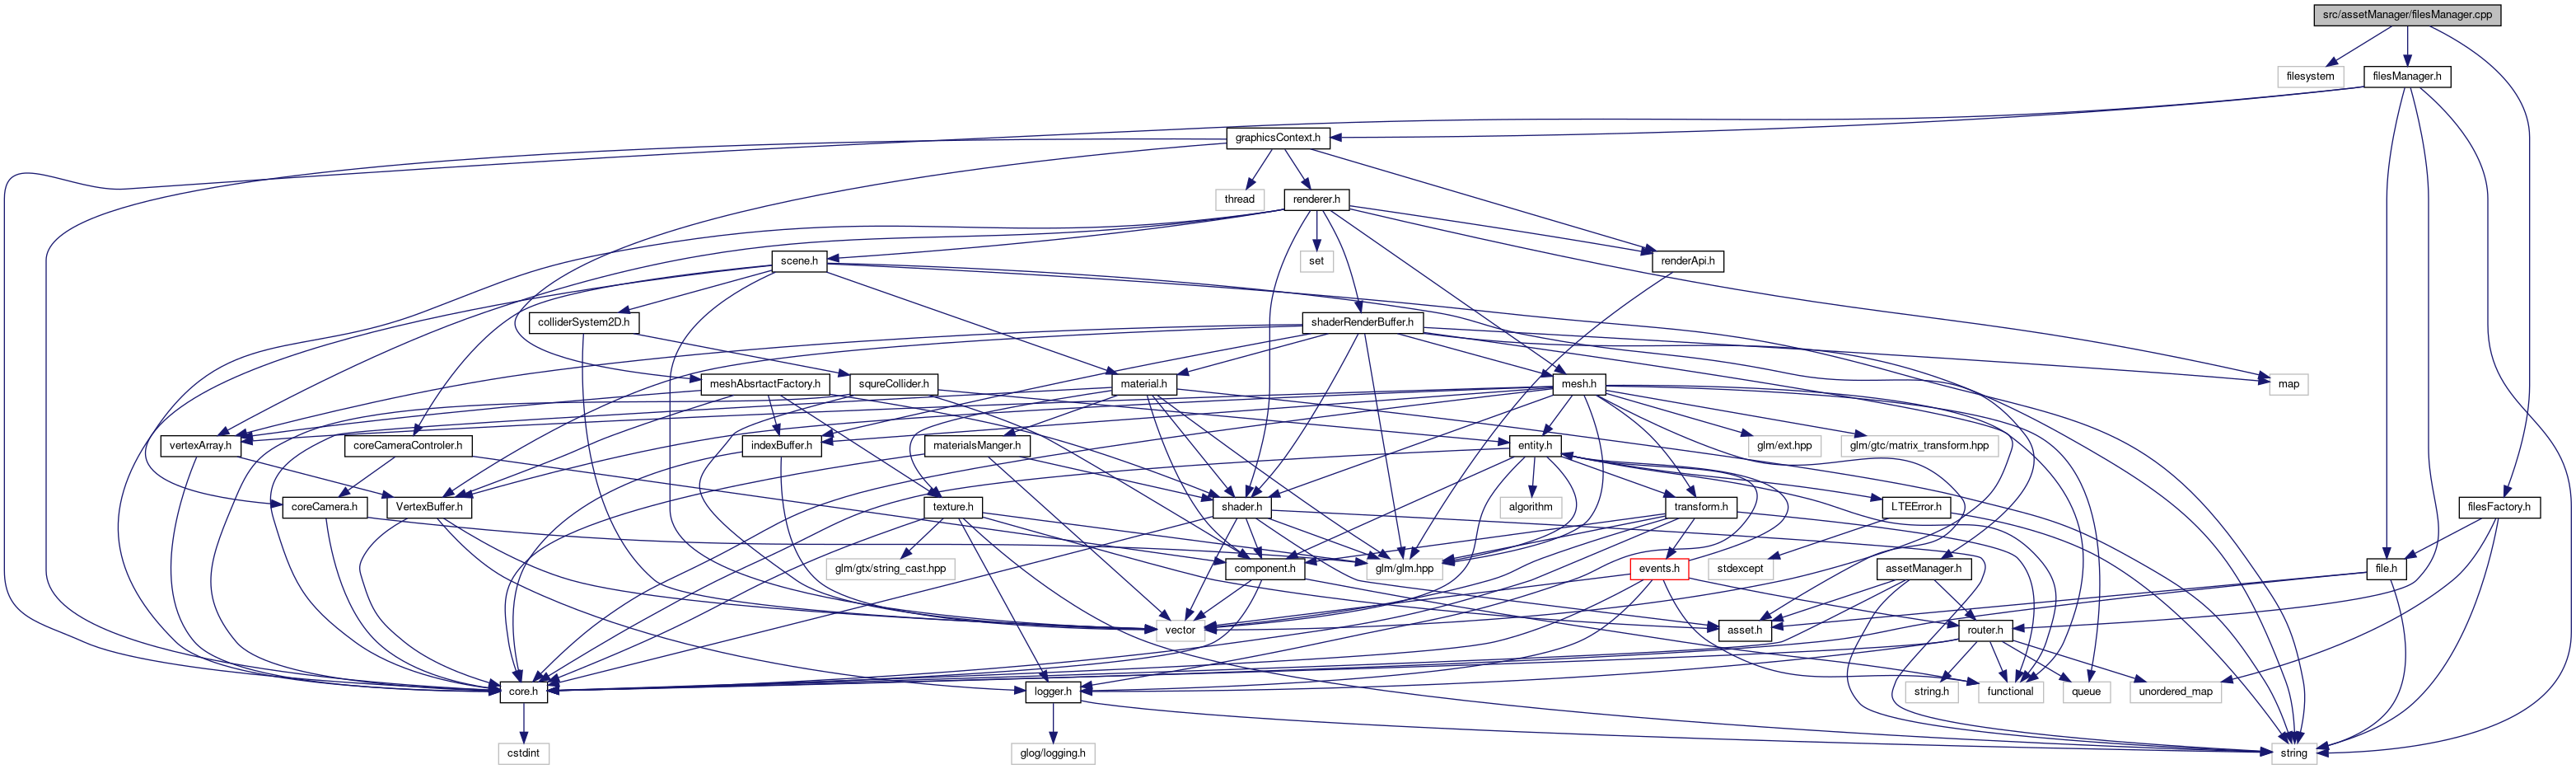 src/assetManager/filesManager.cpp
filesystem
filesManager.h
graphicsContext.h
thread
renderer.h
scene.h
set
renderApi.h
colliderSystem2D.h
shaderRenderBuffer.h
meshAbsrtactFactory.h
squreCollider.h
material.h
mesh.h
map
vertexArray.h
coreCameraControler.h
indexBuffer.h
materialsManger.h
entity.h
glm/ext.hpp
glm/gtc/matrix_transform.hpp
coreCamera.h
VertexBuffer.h
texture.h
shader.h
algorithm
transform.h
LTEError.h
filesFactory.h
glm/gtx/string_cast.hpp
component.h
glm/glm.hpp
events.h
stdexcept
assetManager.h
file.h
vector
asset.h
router.h
core.h
logger.h
string.h
functional
queue
unordered_map
cstdint
glog/logging.h
string